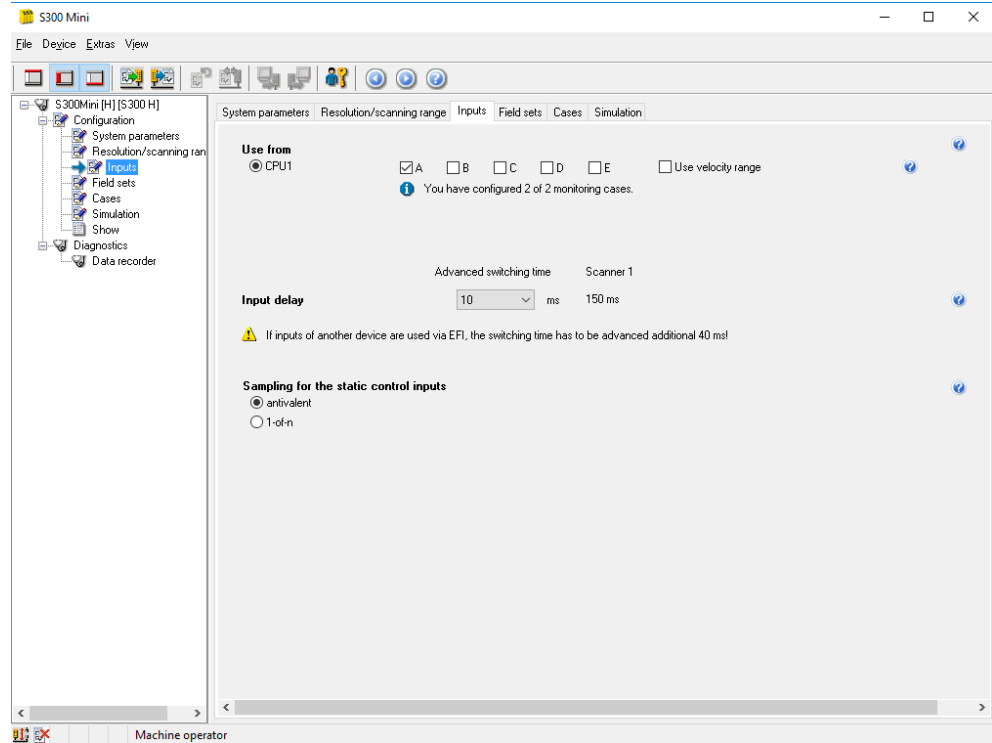 S300 Mini
File Device Extras View
S300Mini [H] [S300 H]
Configuration
System parameters
Resolution/scanning ran
Inputs
Field sets
Cases
Simulation
Show
Diagnostics
Data recorder
System parameters Resolution/scanning range Inputs Field sets Cases Simulation
Use from
CPU1 A B C D E Use velocity range
You have configured 2 of 2 monitoring cases.
Advanced switching time Scanner 1
Input delay 10 ms 150 ms
If inputs of another device are used via EFI, the switching time has to be advanced additional 40 ms!
Sampling for the static control inputs
antivalent
1-of-n
Machine operator